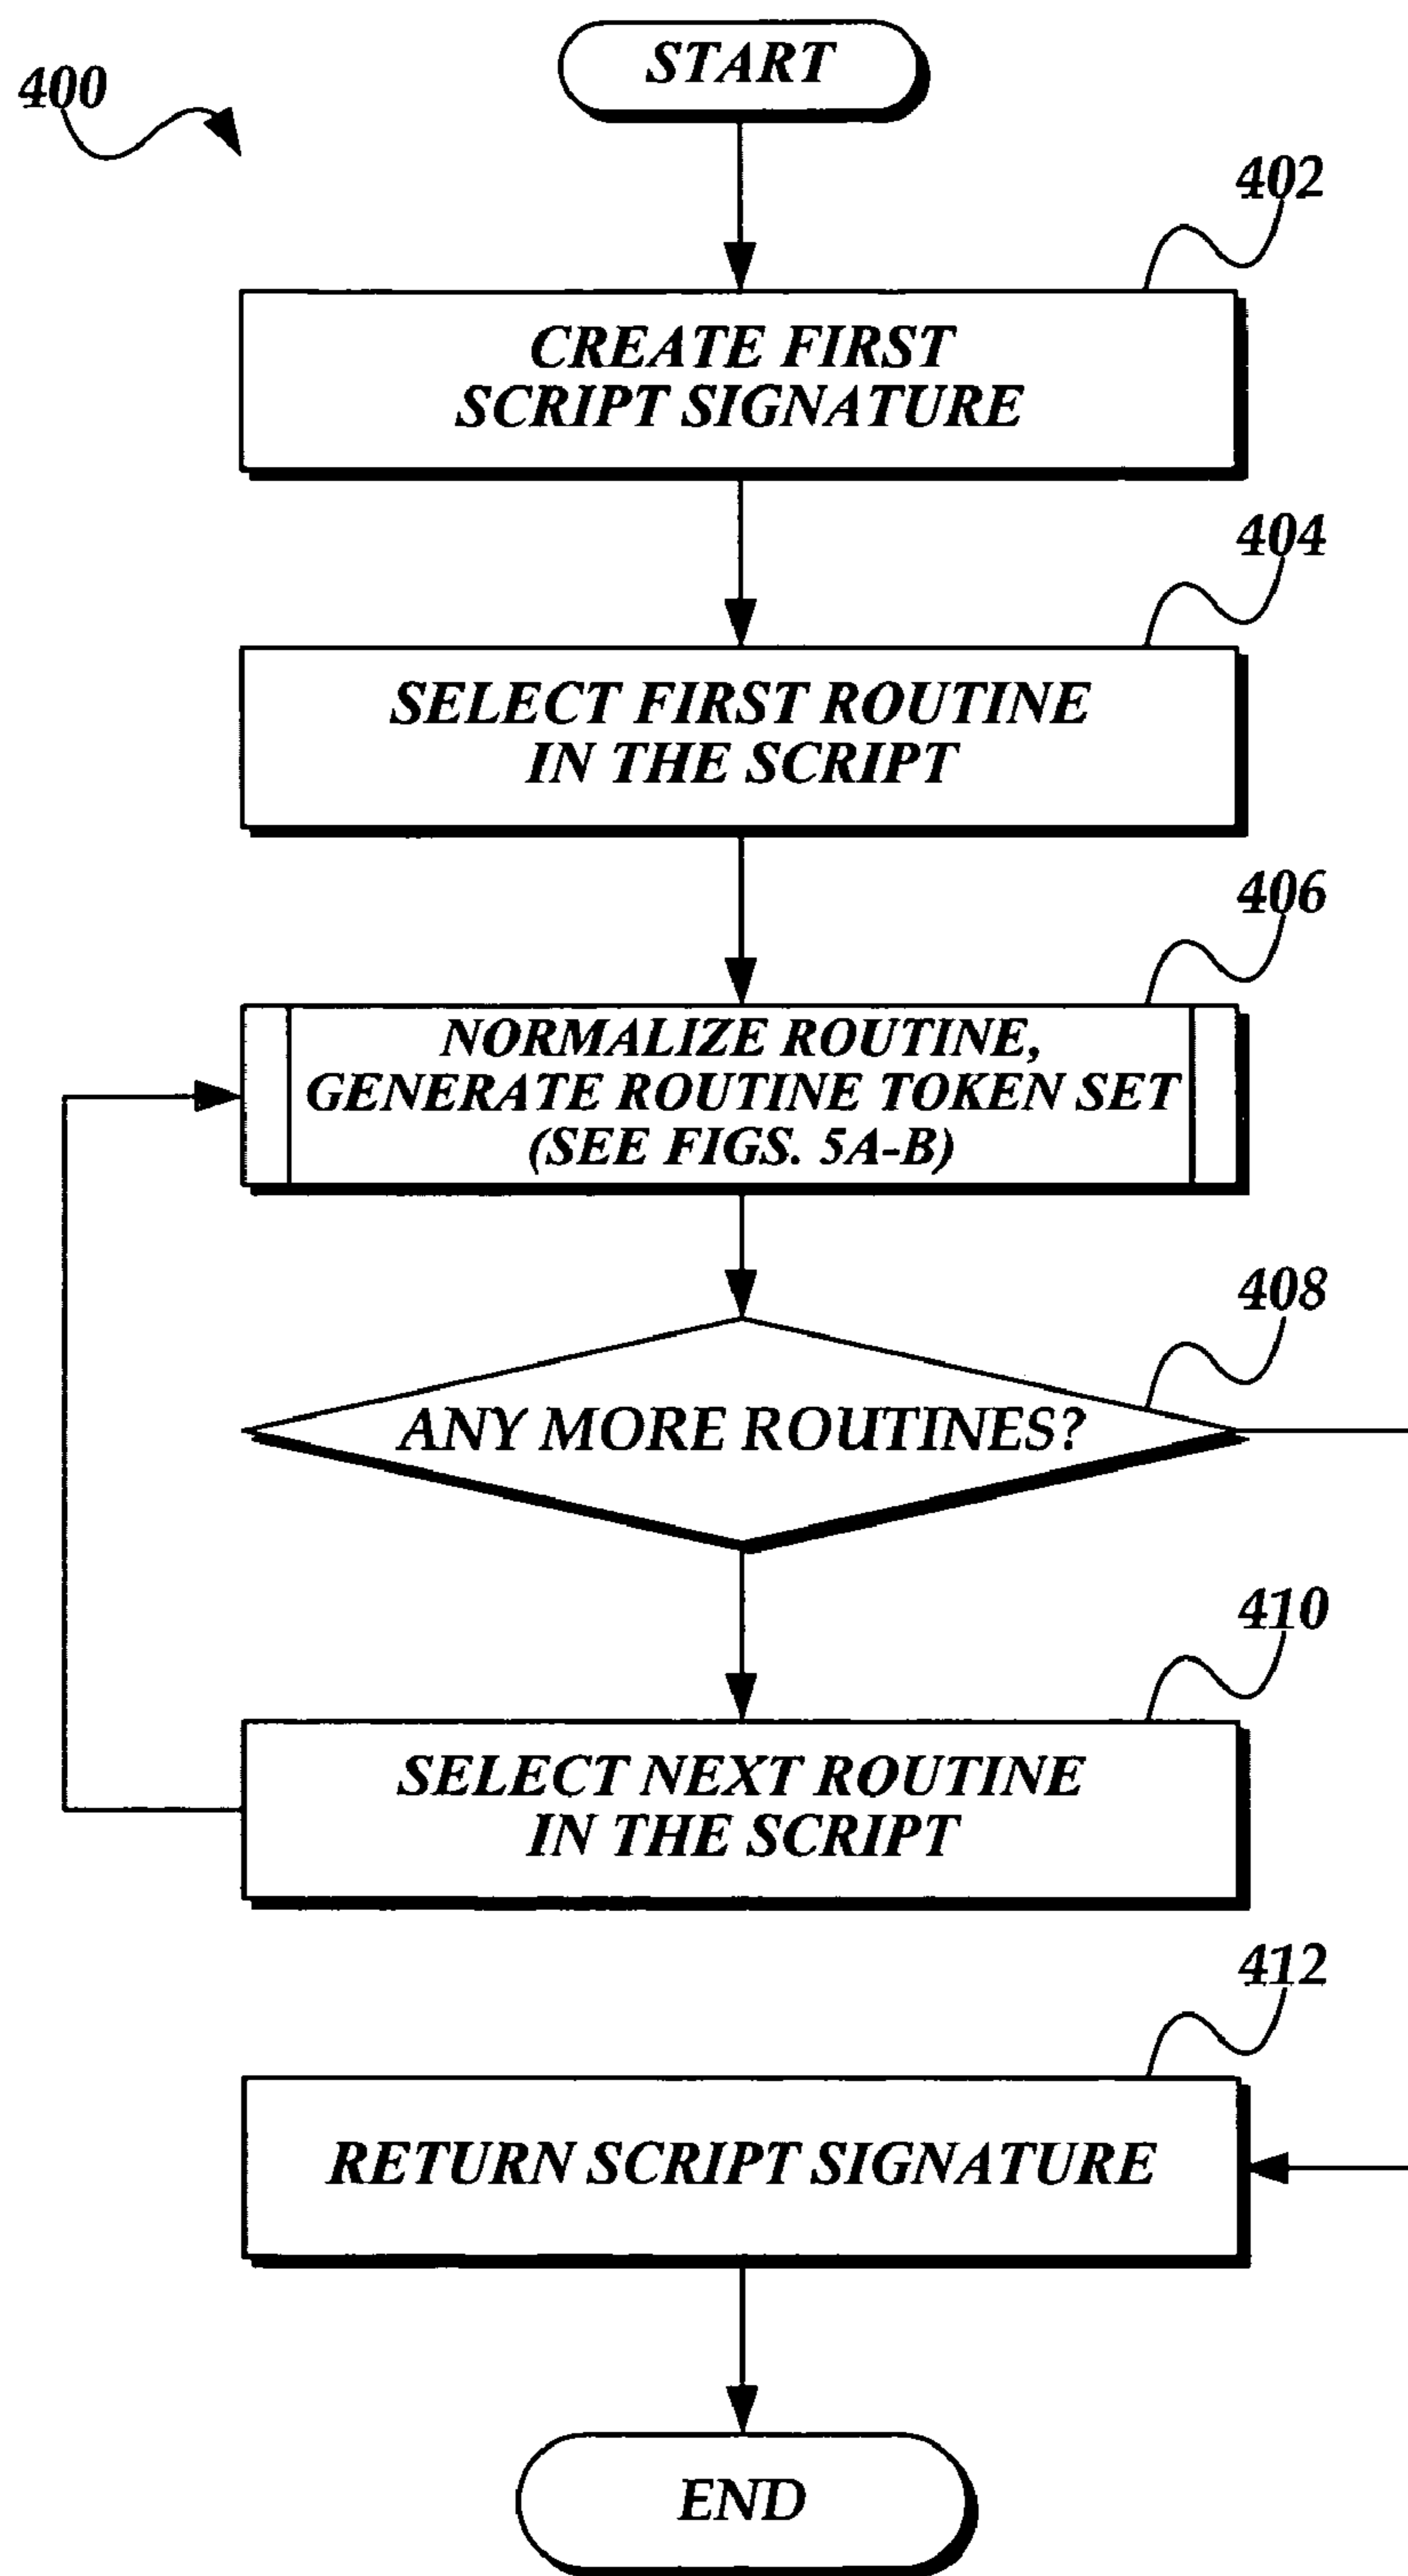 START
400
402
CREATE FIRST
SCRIPT SIGNATURE
404
SELECT FIRST ROUTINE
IN THE SCRIPT
406
NORMALIZE ROUTINE,
GENERATE ROUTINE TOKEN SET
(SEE FIGS. 5A-B)
408
ANY MORE ROUTINES?
410
SELECT NEXT ROUTINE
IN THE SCRIPT
412
RETURN SCRIPT SIGNATURE
END